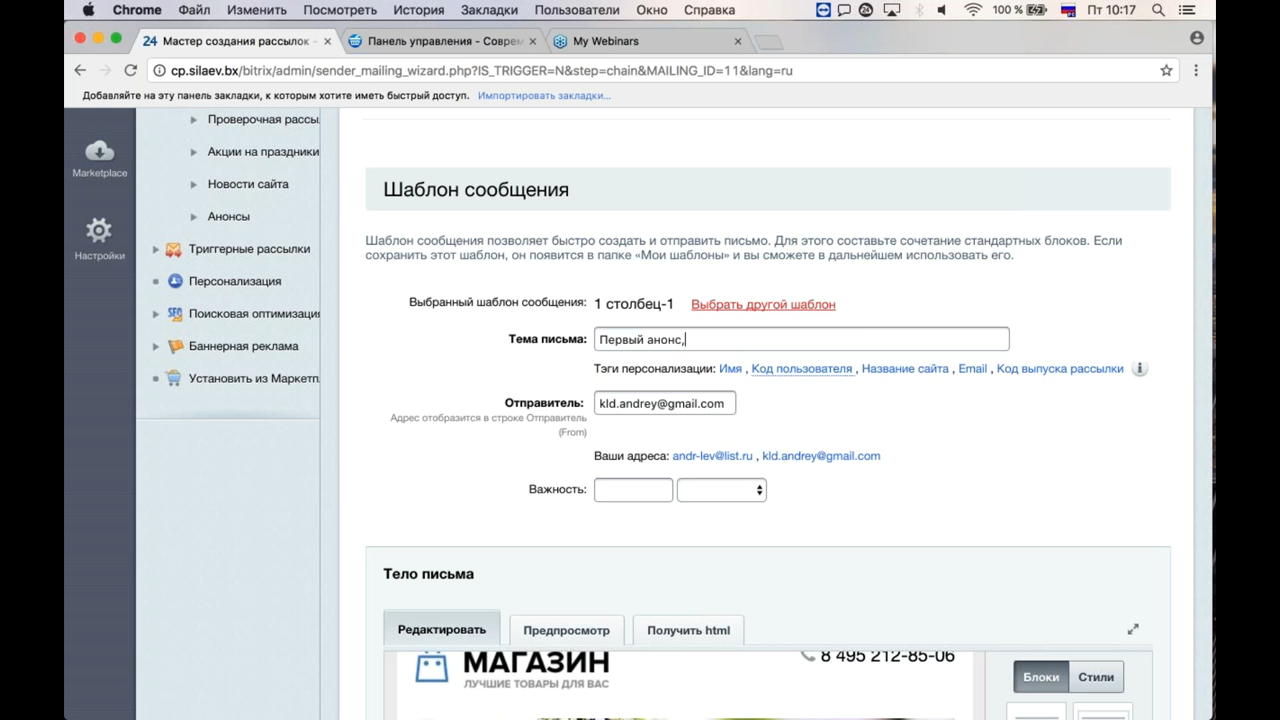 Chrome Файл Изменить Посмотреть История Закладки Пользователи Окно Справка 100 % Пт 10:17
24 Мастер создания рассылок - × Панель управления - Соврем × My Webinars ×
cp.silaev.bx/bitrix/admin/sender_mailing_wizard.php?IS_TRIGGER=N&step=chain&MAILING_ID=11&lang=ru
Добавляйте на эту панель закладки, к которым хотите иметь быстрый доступ. Импортировать закладки...
Marketplace
Настройки
Проверочная рассы
Акции на праздники
Новости сайта
Анонсы
Триггерные рассылки
Персонализация
SEO Поисковая оптимизация
Баннерная реклама
Установить из Маркетп
Шаблон сообщения
Шаблон сообщения позволяет быстро создать и отправить письмо. Для этого составьте сочетание стандартных блоков. Если
сохранить этот шаблон, он появится в папке «Мои шаблоны» и вы сможете в дальнейшем использовать его.
Выбранный шаблон сообщения: 1 столбец-1 Выбрать другой шаблон
Тема письма: Первый анонс,
Тэги персонализации: Имя , Код пользователя , Название сайта , Email , Код выпуска рассылки
Отправитель: kld.andrey@gmail.com
Адрес отобразится в строке Отправитель
(From)
Ваши адреса: andr-lev@list.ru , kld.andrey@gmail.com
Важность:
Тело письма
Редактировать Предпросмотр Получить html
МАГАЗИН 8 495 212-85-06
ЛУЧШИЕ ТОВАРЫ ДЛЯ ВАС
Блоки Стили